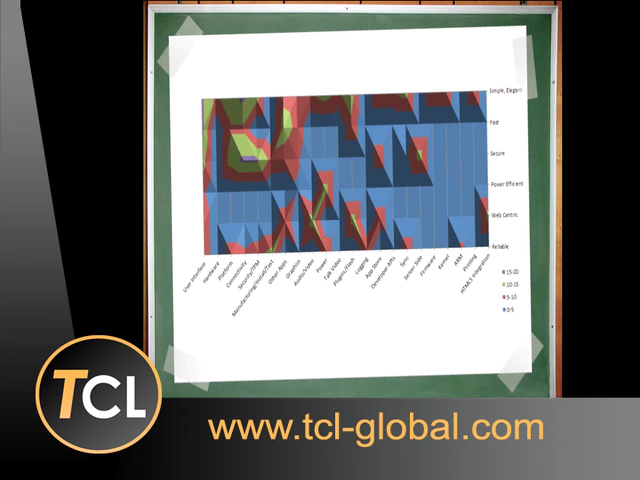 Simple, Elegant
Fast
Secure
Power Efficient
Web Centric
Reliable
User Interface
Hardware
Platform
Connectivity
Security/TPM
Manufacturing/Install/Test
Other Apps
Graphics
Audio/Video
Power
Talk Video
Plugins/Flash
Logging
App Store
Developer APIs
Sync
Server Side
Firmware
Kernel
ARM
Printing
HTML5 Integration
15-20
10-15
5-10
0-5
TCL
www.tcl-global.com